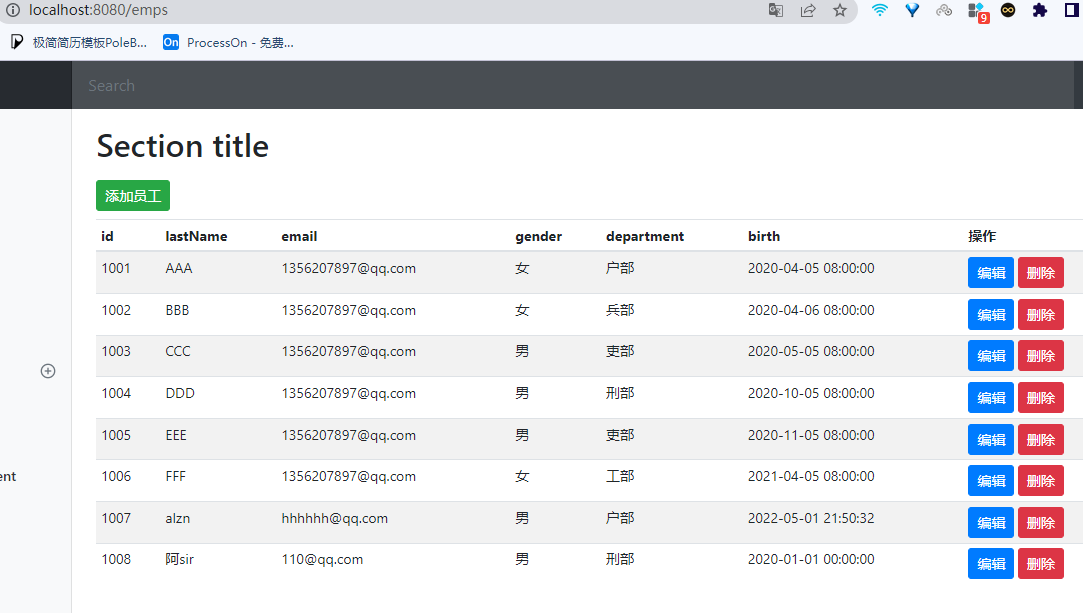 localhost:8080/emps
9
极简简历模板PoleB... On ProcessOn - 免费...
Search
Section title
添加员工
id lastName email gender department birth 操作
1001 AAA 1356207897@qq.com 女 户部 2020-04-05 08:00:00 编辑 删除
1002 BBB 1356207897@qq.com 女 兵部 2020-04-06 08:00:00 编辑 删除
1003 CCC 1356207897@qq.com 男 吏部 2020-05-05 08:00:00 编辑 删除
1004 DDD 1356207897@qq.com 男 刑部 2020-10-05 08:00:00 编辑 删除
1005 EEE 1356207897@qq.com 男 吏部 2020-11-05 08:00:00 编辑 删除
1006 FFF 1356207897@qq.com 女 工部 2021-04-05 08:00:00 编辑 删除
ent
1007 alzn hhhhhh@qq.com 男 户部 2022-05-01 21:50:32 编辑 删除
1008 阿sir 110@qq.com 男 刑部 2020-01-01 00:00:00 编辑 删除